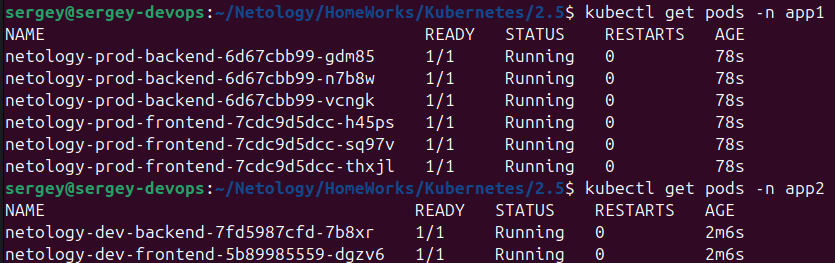 sergey@sergey-devops:~/Netology/HomeWorks/Kubernetes/2.5$ kubectl get pods -n app1
NAME READY STATUS RESTARTS AGE
netology-prod-backend-6d67cbb99-gdm85 1/1 Running 0 78s
netology-prod-backend-6d67cbb99-n7b8w 1/1 Running 0 78s
netology-prod-backend-6d67cbb99-vcngk 1/1 Running 0 78s
netology-prod-frontend-7cdc9d5dcc-h45ps 1/1 Running 0 78s
netology-prod-frontend-7cdc9d5dcc-sq97v 1/1 Running 0 78s
netology-prod-frontend-7cdc9d5dcc-thxjl 1/1 Running 0 78s
sergey@sergey-devops:~/Netology/HomeWorks/Kubernetes/2.5$ kubectl get pods -n app2
NAME READY STATUS RESTARTS AGE
netology-dev-backend-7fd5987cfd-7b8xr 1/1 Running 0 2m6s
netology-dev-frontend-5b89985559-dgzv6 1/1 Running 0 2m6s